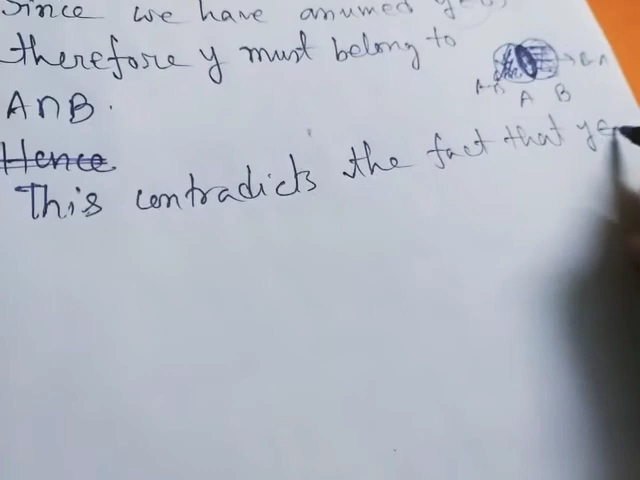 Since we have assumed y
therefore y must belong to
A∩B.
Hence
A B
This contradicts the fact that y∈